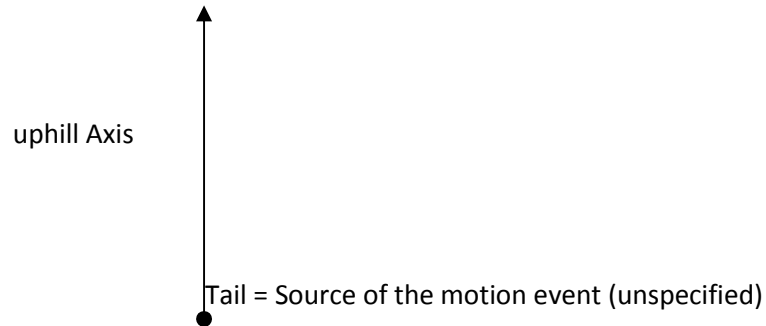 uphill Axis
Tail = Source of the motion event (unspecified)